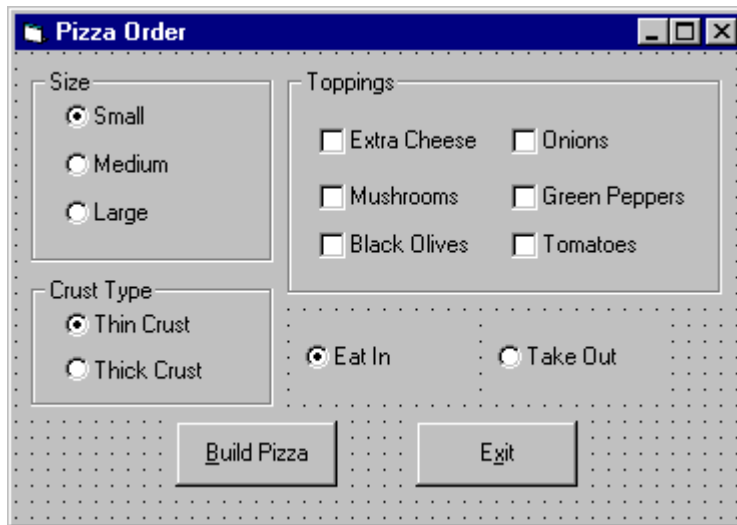 Pizza Order
Size
Small
Medium
Large
Toppings
Extra Cheese
Onions
Mushrooms
Green Peppers
Black Olives
Tomatoes
Crust Type
Thin Crust
Thick Crust
Eat In
Take Out
Build Pizza
Exit